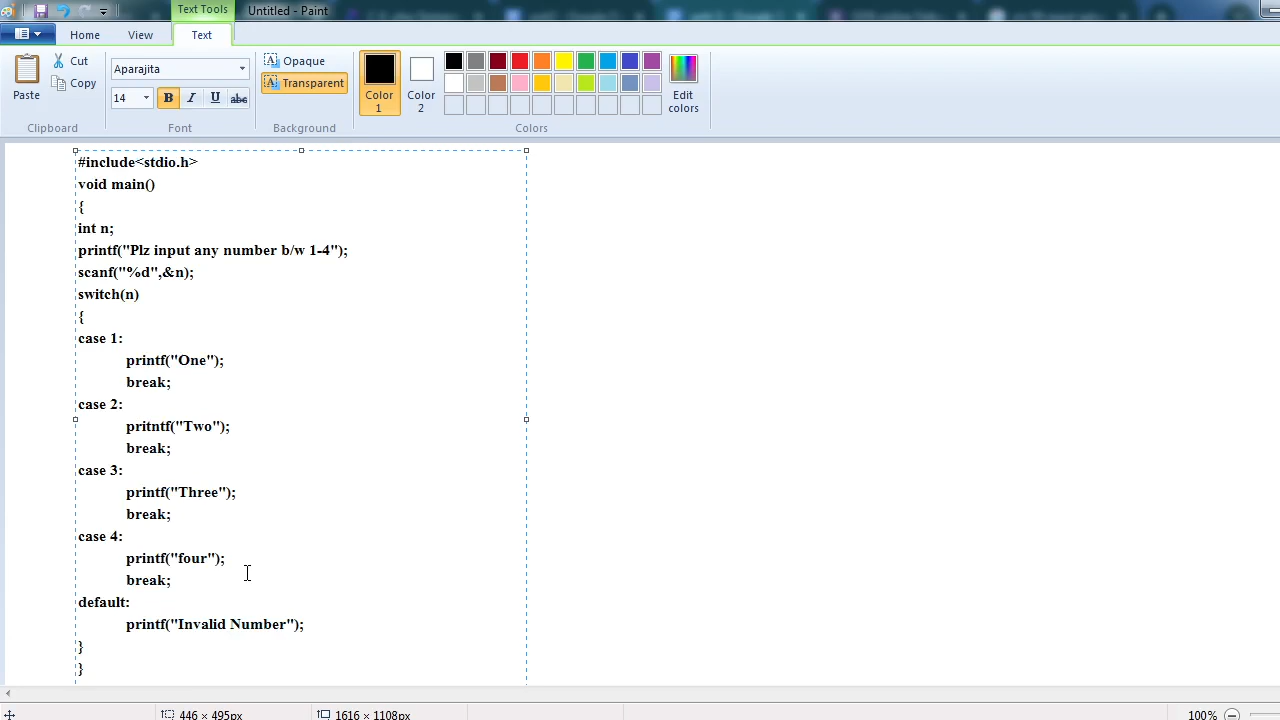 Text Tools
Untitled - Paint
Home
View
Text
Paste
Cut
Copy
Clipboard
Aparajita
14
B I U abc
Font
Opaque
Transparent
Background
Color 1
Color 2
Edit colors
Colors
#include<stdio.h>
void main()
{
int n;
printf("Plz input any number b/w 1-4");
scanf("%d",&n);
switch(n)
{
case 1:
printf("One");
break;
case 2:
pritntf("Two");
break;
case 3:
printf("Three");
break;
case 4:
printf("four");
break;
default:
printf("Invalid Number");
}
}
446 × 495px
1616 × 1108px
100%